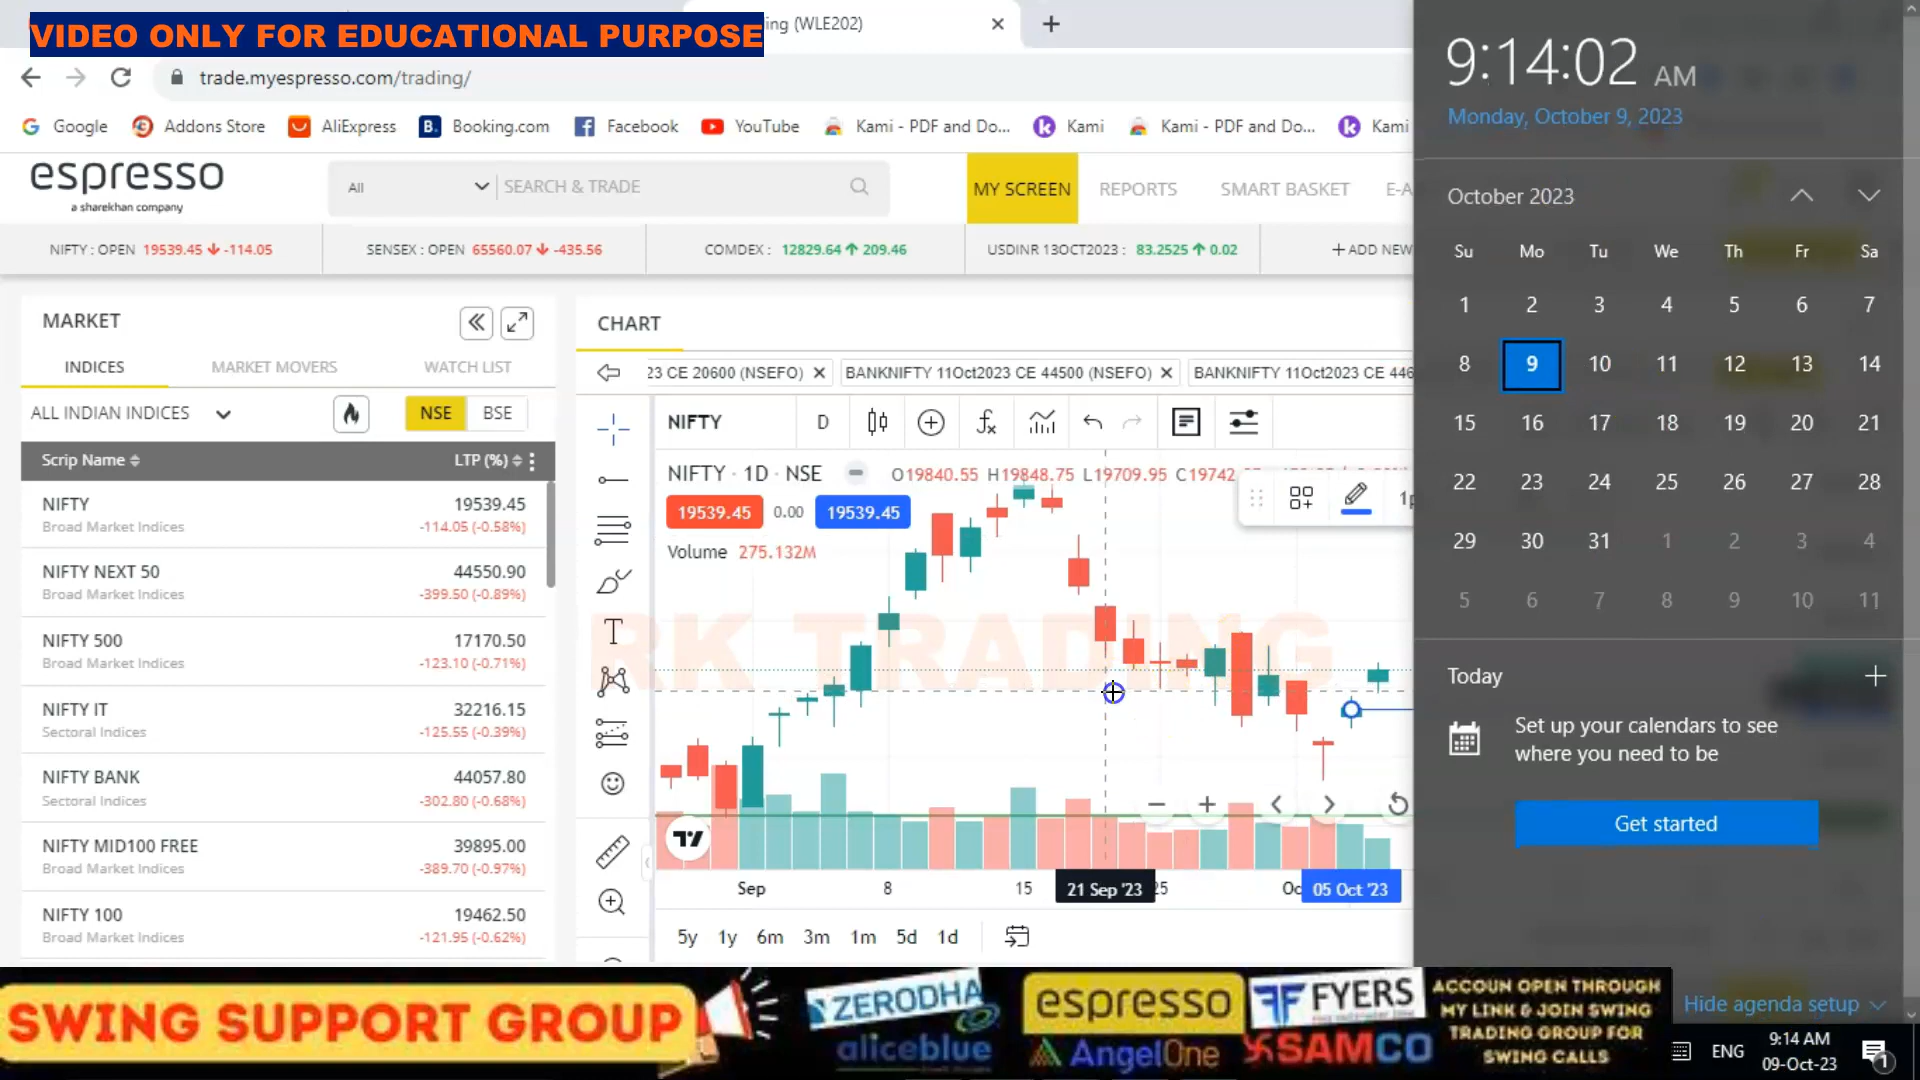 VIDEO ONLY FOR EDUCATIONAL PURPOSE
ing (WLE202)
trade.myespresso.com/trading/
Google Addons Store AliExpress Booking.com Facebook YouTube Kami - PDF and Do... Kami Kami - PDF and Do... Kami
espresso
a sharekhan company
All SEARCH & TRADE
MY SCREEN REPORTS SMART BASKET E-A
NIFTY : OPEN 19539.45 -114.05 SENSEX : OPEN 65560.07 -435.56 COMDEX : 12829.64 209.46 USDINR 13OCT2023 : 83.2525 0.02 + ADD NEW
MARKET
INDICES MARKET MOVERS WATCH LIST
ALL INDIAN INDICES NSE BSE
Scrip Name LTP (%)
NIFTY 19539.45
Broad Market Indices -114.05 (-0.58%)
NIFTY NEXT 50 44550.90
Broad Market Indices -399.50 (-0.89%)
NIFTY 500 17170.50
Broad Market Indices -123.10 (-0.71%)
NIFTY IT 32216.15
Sectoral Indices -125.55 (-0.39%)
NIFTY BANK 44057.80
Sectoral Indices -302.80 (-0.68%)
NIFTY MID100 FREE 39895.00
Broad Market Indices -389.70 (-0.97%)
NIFTY 100 19462.50
Broad Market Indices -121.95 (-0.62%)
CHART
23 CE 20600 (NSEFO) BANKNIFTY 11Oct2023 CE 44500 (NSEFO) BANKNIFTY 11Oct2023 CE 446
NIFTY D
NIFTY · 1D · NSE O19840.55 H19848.75 L19709.95 C19742.
19539.45 0.00 19539.45
Volume 275.132M
RK TRADING
Sep 8 15 21 Sep '23 25 Oc 05 Oct '23
5y 1y 6m 3m 1m 5d 1d
9:14:02 AM
Monday, October 9, 2023
October 2023
Su Mo Tu We Th Fr Sa
1 2 3 4 5 6 7
8 9 10 11 12 13 14
15 16 17 18 19 20 21
22 23 24 25 26 27 28
29 30 31 1 2 3 4
5 6 7 8 9 10 11
Today
Set up your calendars to see
where you need to be
Get started
Hide agenda setup
SWING SUPPORT GROUP
ZERODHA espresso FYERS
aliceblue AngelOne SAMCO
ACCOUN OPEN THROUGH
MY LINK & JOIN SWING
TRADING GROUP FOR
SWING CALLS
ENG 9:14 AM
09-Oct-23
1